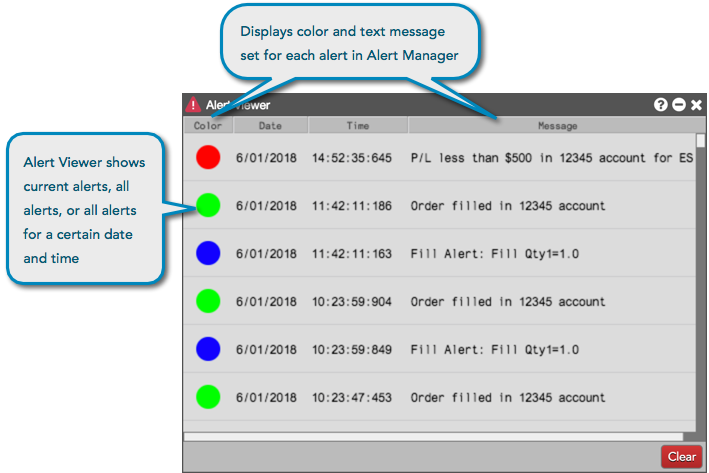 Displays color and text message
set for each alert in Alert Manager
Alert Viewer
Color Date Time Message
Alert Viewer shows
current alerts, all
alerts, or all alerts
for a certain date
and time
6/01/2018 14:52:35:645 P/L less than $500 in 12345 account for ES
6/01/2018 11:42:11:186 Order filled in 12345 account
6/01/2018 11:42:11:163 Fill Alert: Fill Qty1=1.0
6/01/2018 10:23:59:904 Order filled in 12345 account
6/01/2018 10:23:59:849 Fill Alert: Fill Qty1=1.0
6/01/2018 10:23:47:453 Order filled in 12345 account
Clear